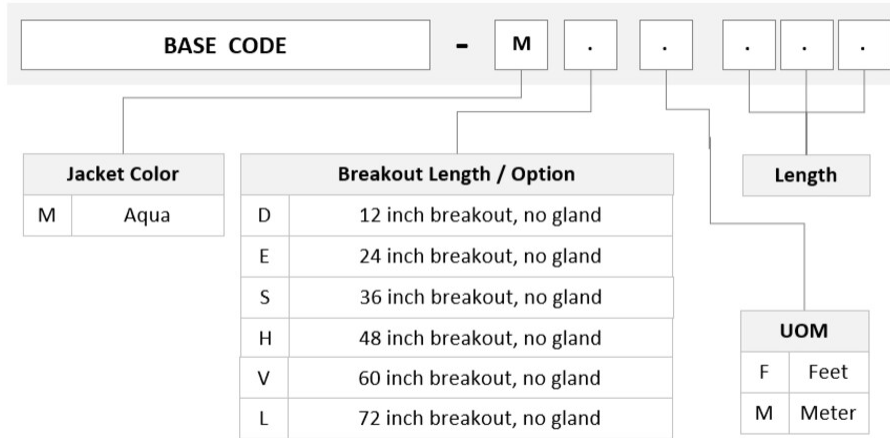 BASE CODE - M . . . . .
Jacket Color
M Aqua
Breakout Length / Option
D 12 inch breakout, no gland
E 24 inch breakout, no gland
S 36 inch breakout, no gland
H 48 inch breakout, no gland
V 60 inch breakout, no gland
L 72 inch breakout, no gland
Length
UOM
F Feet
M Meter